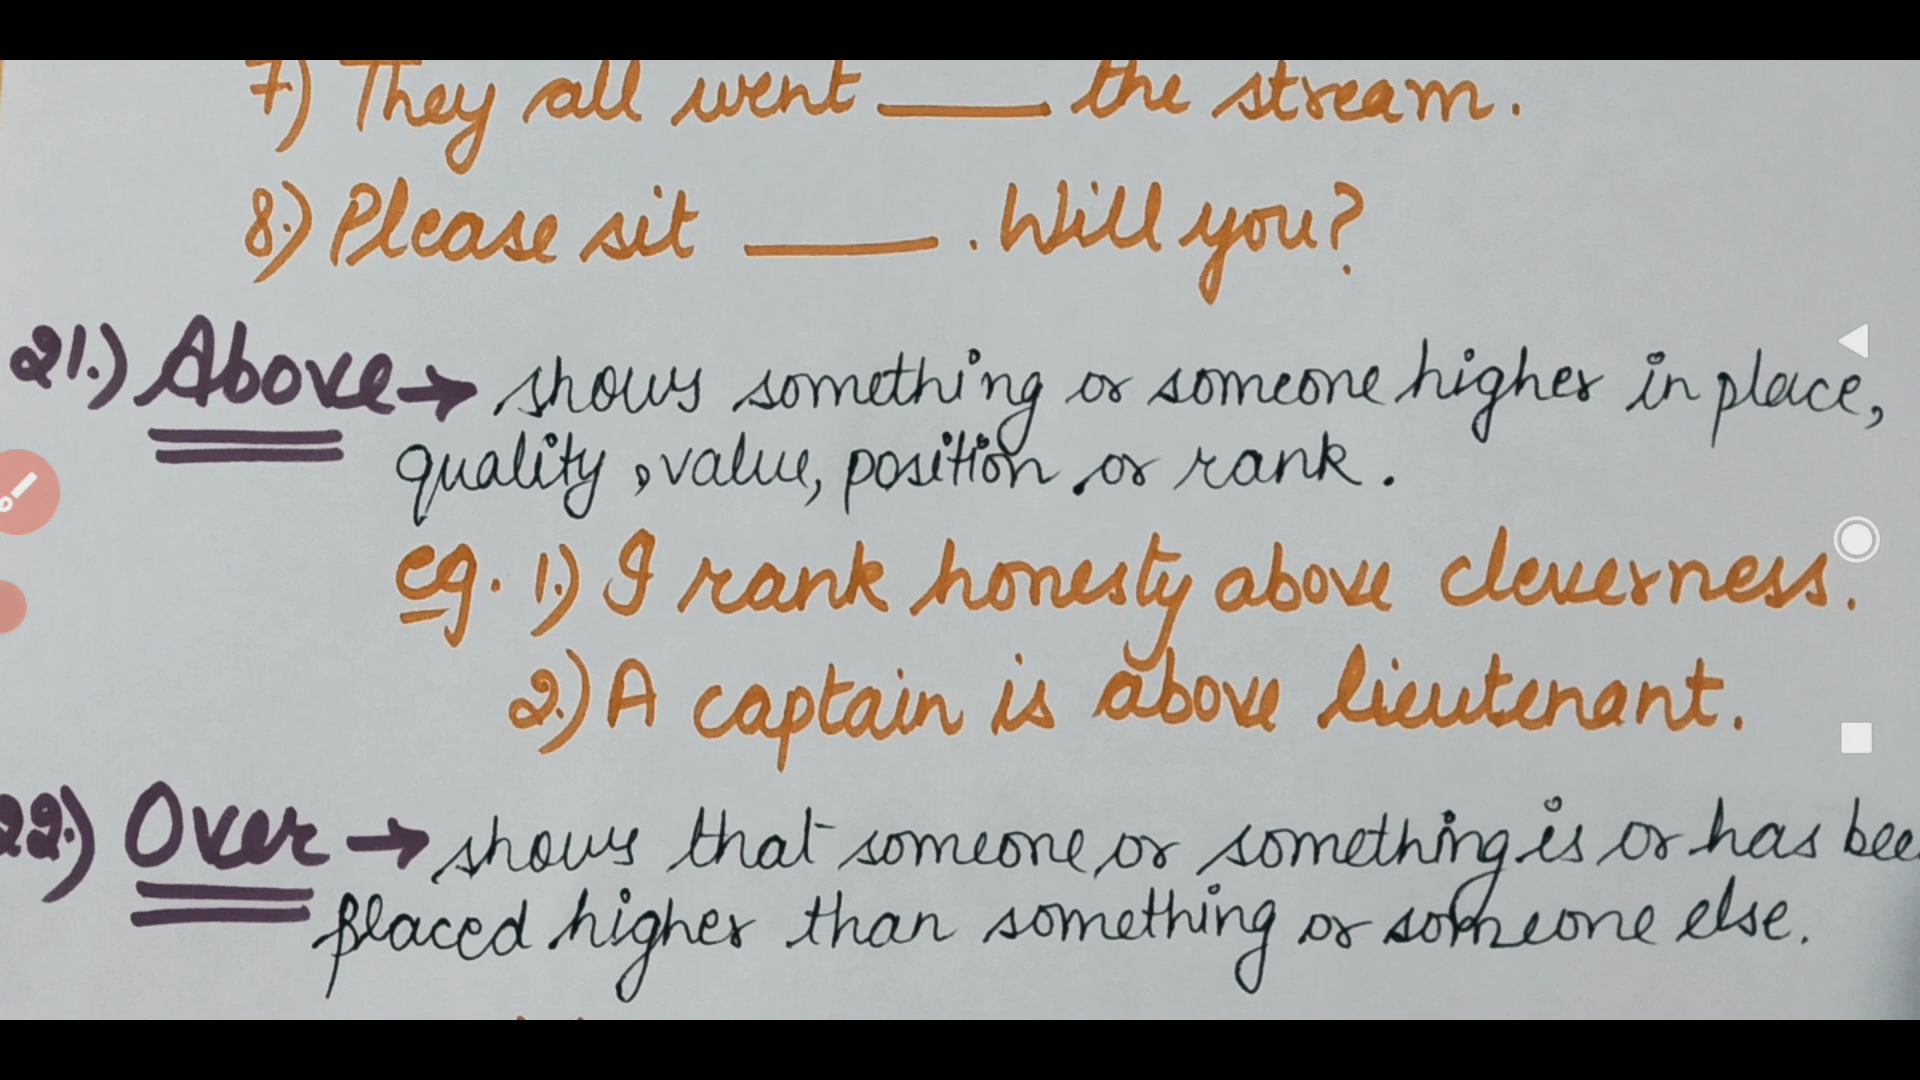 7) They all went ____ the stream.
8.) Please sit ____. Will you?
21.) Above → shows something or someone higher in place,
quality, value, position or rank.
eg. 1.) I rank honesty above cleverness.
2.) A captain is above lieutenant.
22.) Over → shows that someone or something is or has bee
placed higher than something or someone else.